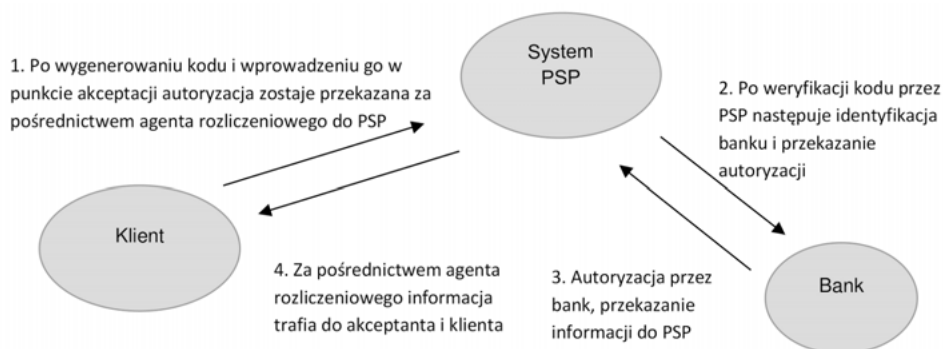 1. Po wygenerowaniu kodu i wprowadzeniu go w
punkcie akceptacji autoryzacja zostaje przekazana za
pośrednictwem agenta rozliczeniowego do PSP
System
PSP
2. Po weryfikacji kodu przez
PSP następuje identyfikacja
banku i przekazanie
autoryzacji
Klient
4. Za pośrednictwem agenta
rozliczeniowego informacja
trafia do akceptanta i klienta
3. Autoryzacja przez
bank, przekazanie
informacji do PSP
Bank